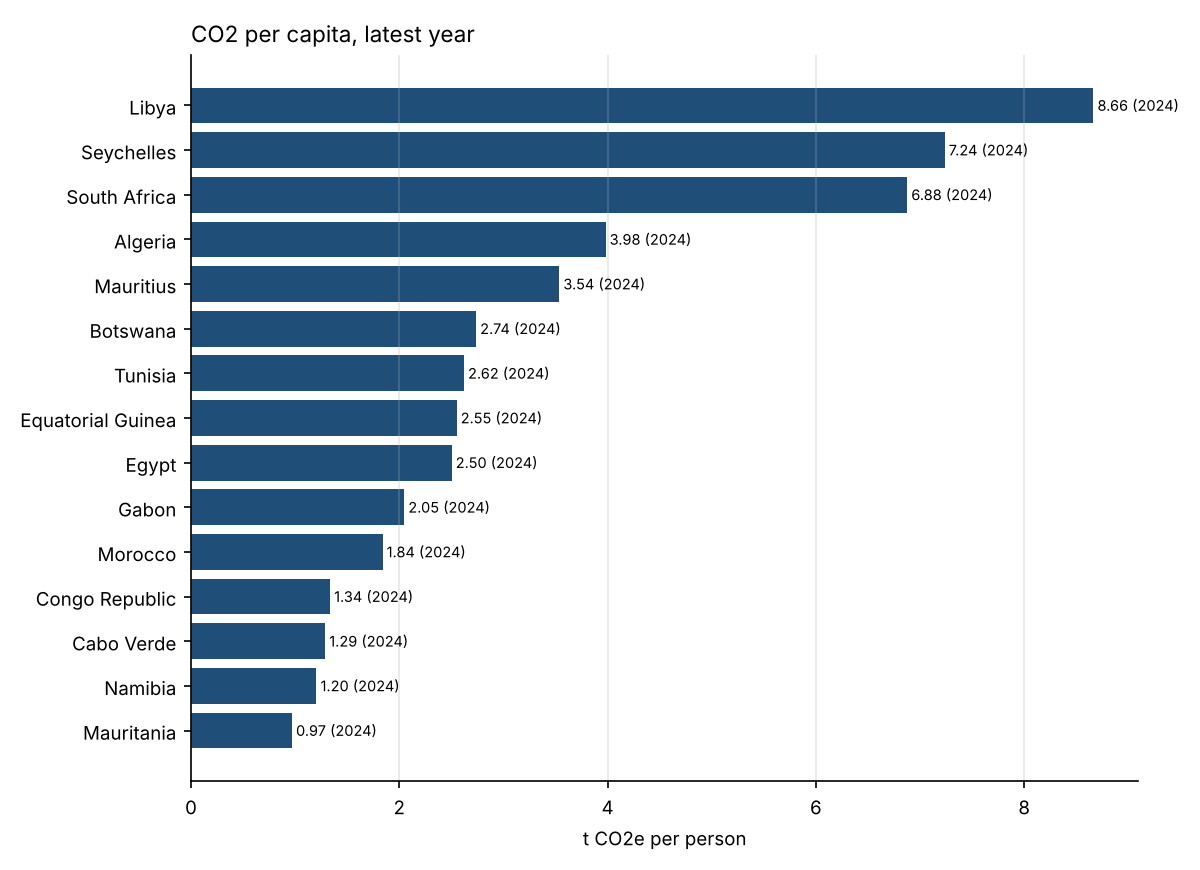 CO2 per capita, latest year
Libya 8.66 (2024)
Seychelles 7.24 (2024)
South Africa 6.88 (2024)
Algeria 3.98 (2024)
Mauritius 3.54 (2024)
Botswana 2.74 (2024)
Tunisia 2.62 (2024)
Equatorial Guinea 2.55 (2024)
Egypt 2.50 (2024)
Gabon 2.05 (2024)
Morocco 1.84 (2024)
Congo Republic 1.34 (2024)
Cabo Verde 1.29 (2024)
Namibia 1.20 (2024)
Mauritania 0.97 (2024)
0 2 4 6 8
t CO2e per person